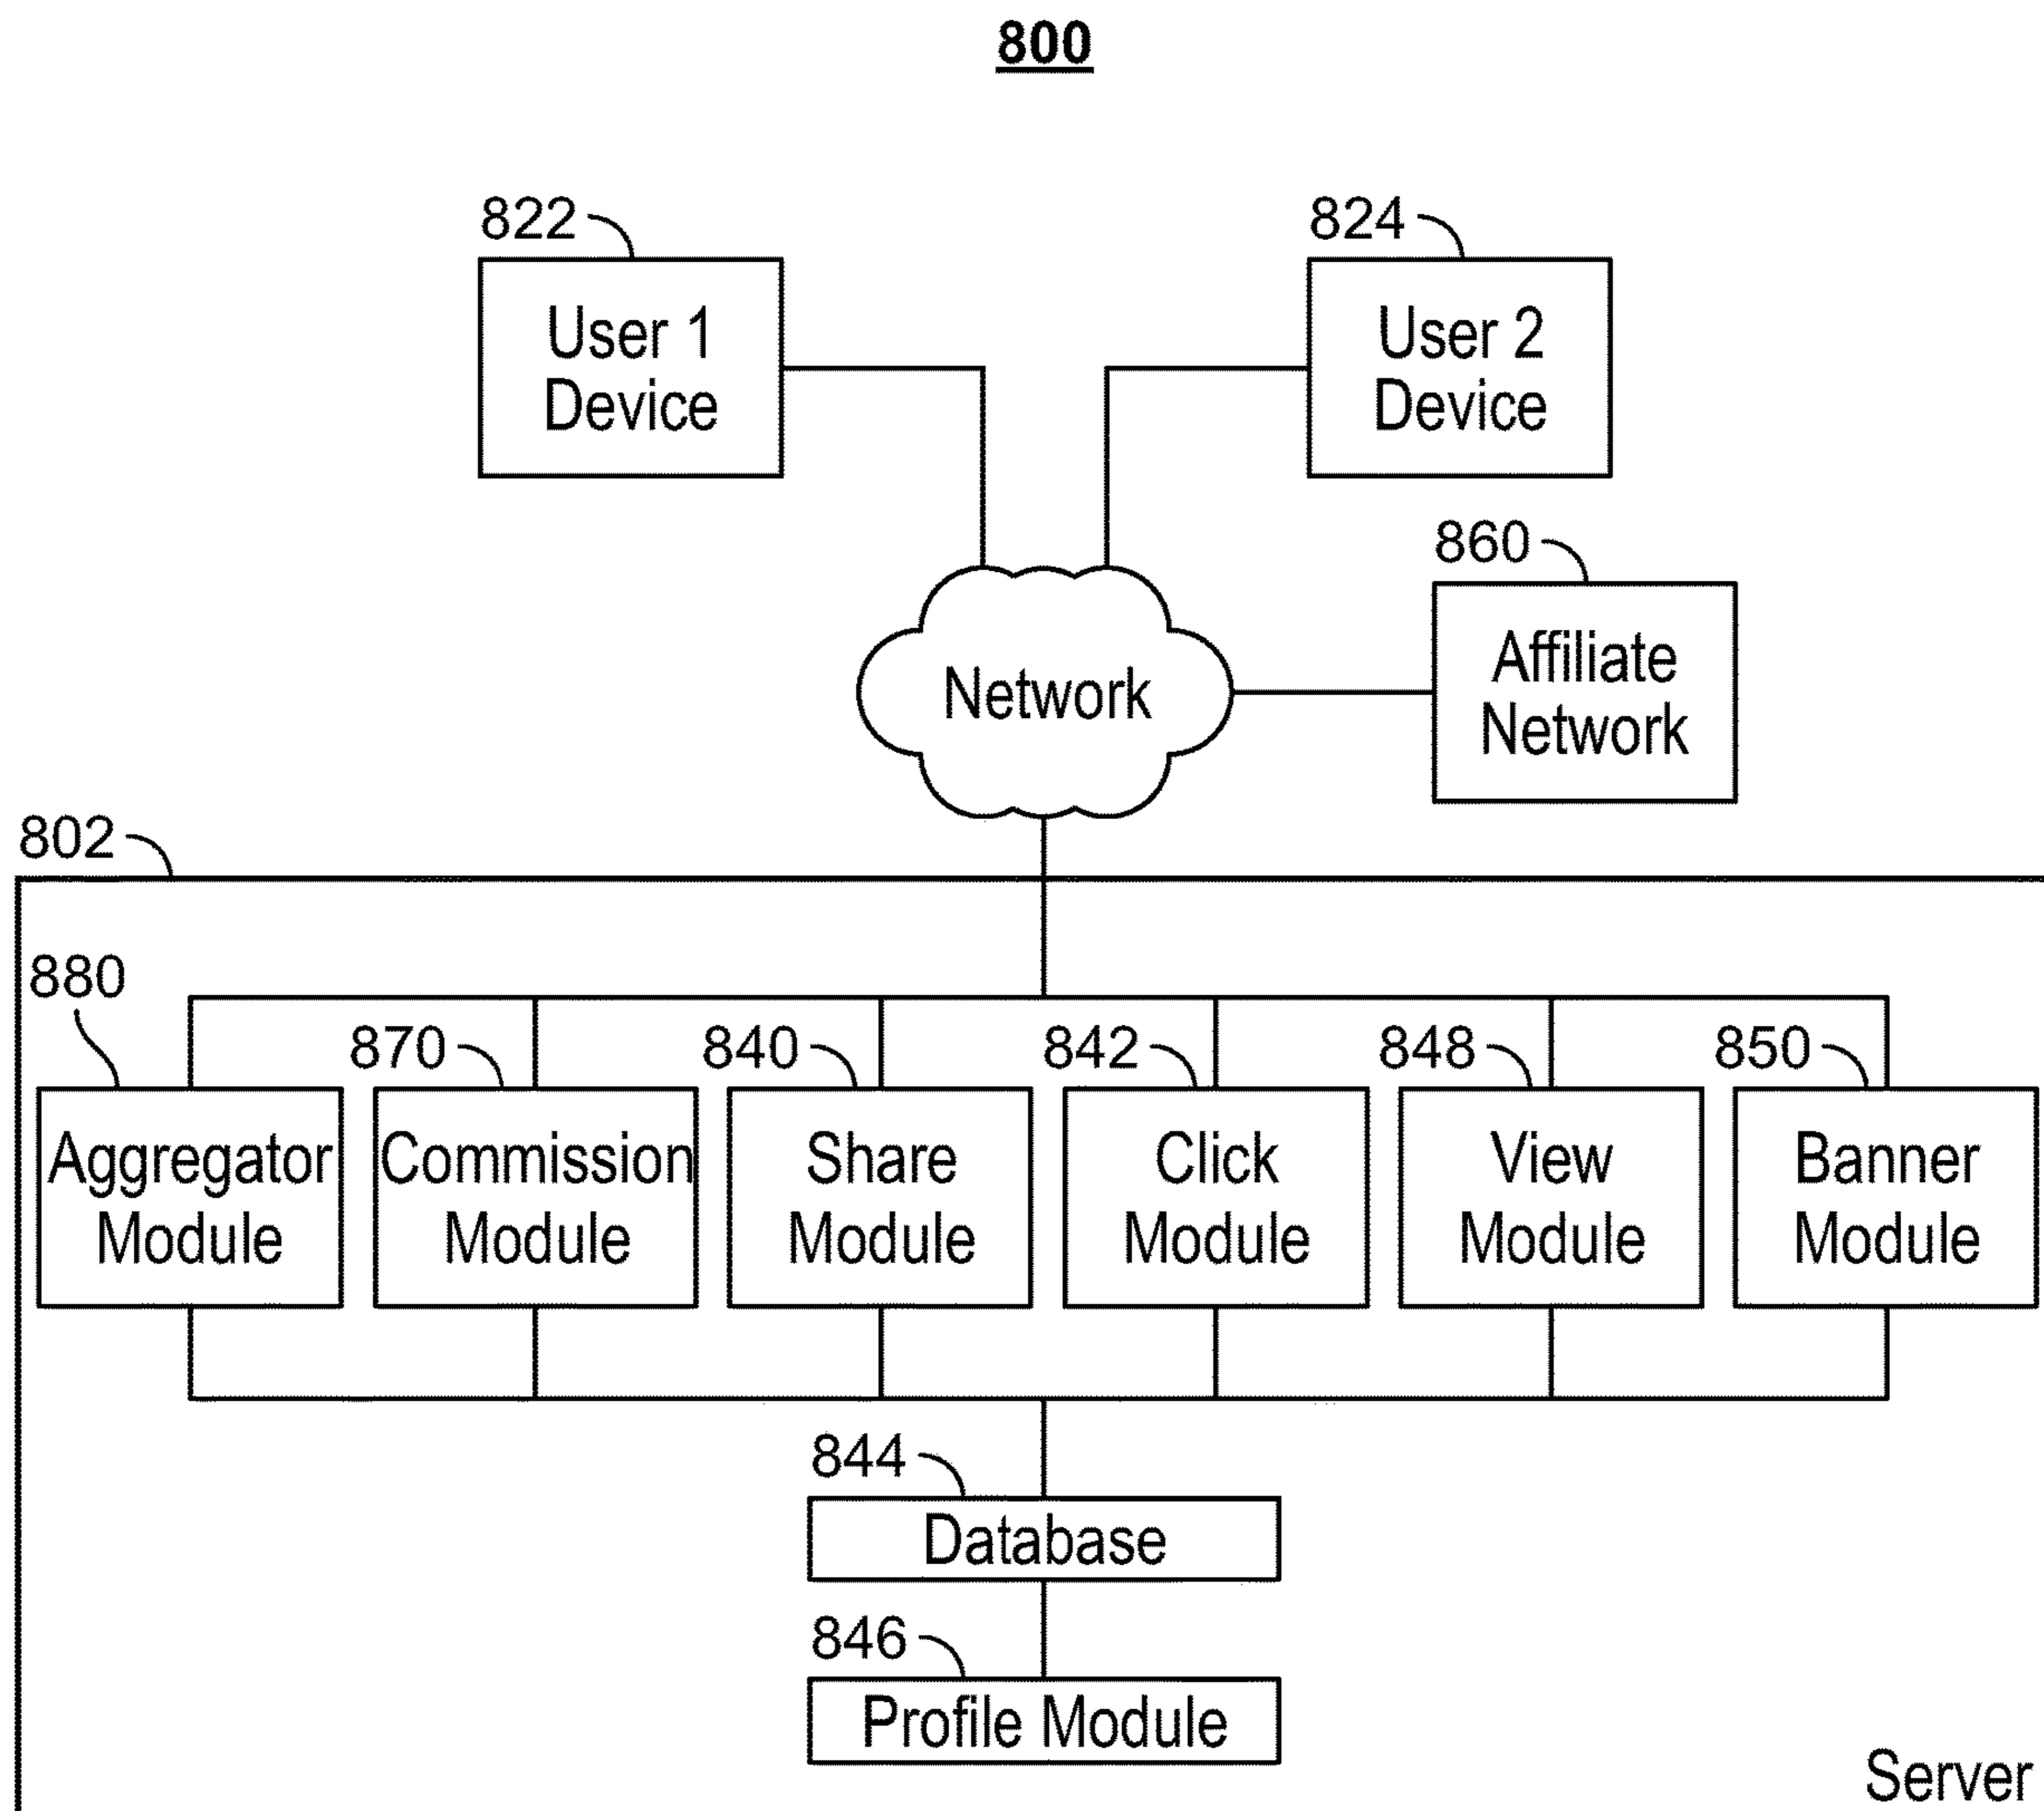 800
822
824
User 1
Device
User 2
Device
860
Network
Affiliate
Network
802
880
870
840
842
848
850
Aggregator
Module
Commission
Module
Share
Module
Click
Module
View
Module
Banner
Module
844
Database
846
Profile Module
Server